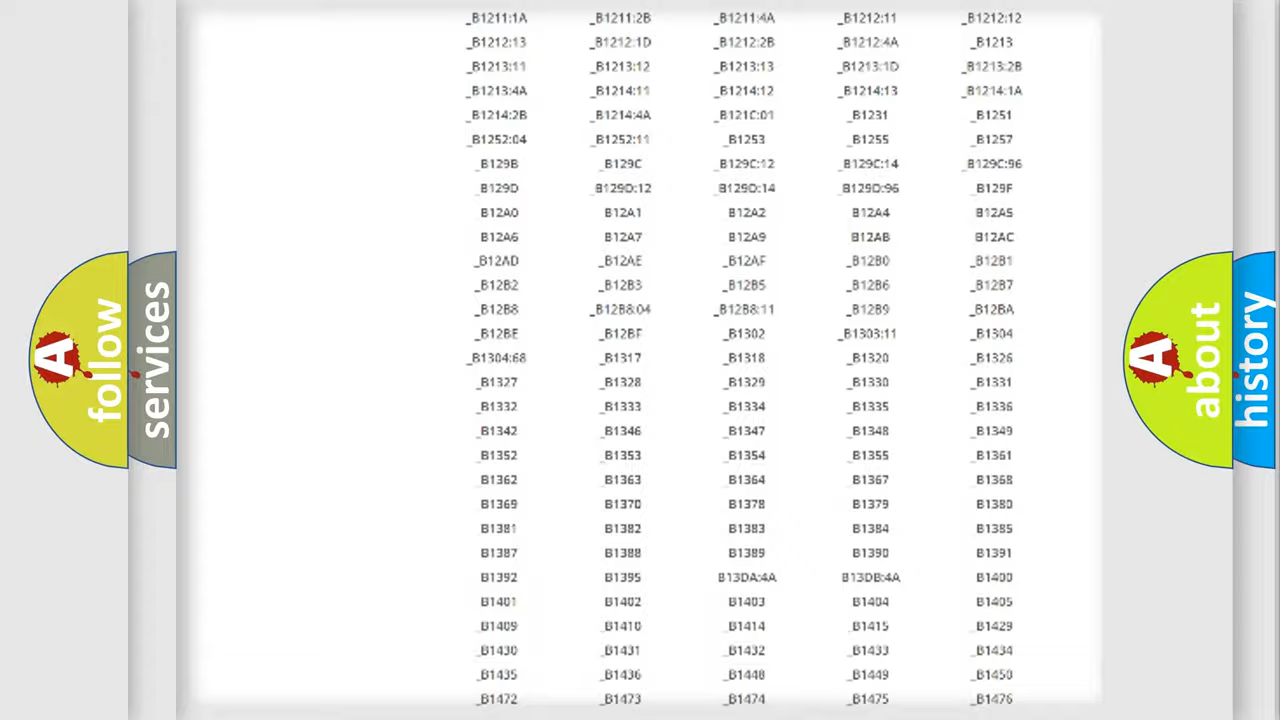 _B1211:1A _B1211:2B _B1211:4A _B1212:11 _B1212:12
_B1212:13 _B1212:1D _B1212:2B _B1212:4A _B1213
_B1213:11 _B1213:12 _B1213:13 _B1213:1D _B1213:2B
_B1213:4A _B1214:11 _B1214:12 _B1214:13 _B1214:1A
_B1214:2B _B1214:4A _B121C:01 _B1231 _B1251
_B1252:04 _B1252:11 _B1253 _B1255 _B1257
_B129B _B129C _B129C:12 _B129C:14 _B129C:96
_B129D _B129D:12 _B129D:14 _B129D:96 _B129F
B12A0 B12A1 B12A2 B12A4 B12A5
B12A6 B12A7 B12A9 B12AB B12AC
_B12AD _B12AE _B12AF _B12B0 _B12B1
_B12B2 _B12B3 _B12B5 _B12B6 _B12B7
_B12B8 _B12B8:04 _B12B8:11 _B12B9 _B12BA
_B12BE _B12BF _B1302 _B1303:11 _B1304
_B1304:68 _B1317 _B1318 _B1320 _B1326
_B1327 _B1328 _B1329 _B1330 _B1331
_B1332 _B1333 _B1334 _B1335 _B1336
_B1342 _B1346 _B1347 _B1348 _B1349
_B1352 _B1353 _B1354 _B1355 _B1361
_B1362 _B1363 _B1364 _B1367 _B1368
B1369 B1370 B1378 B1379 B1380
B1381 B1382 B1383 B1384 B1385
B1387 B1388 B1389 B1390 B1391
B1392 B1395 B13DA:4A B13DB:4A B1400
B1401 B1402 B1403 B1404 B1405
_B1409 _B1410 _B1414 _B1415 _B1429
_B1430 _B1431 _B1432 _B1433 _B1434
_B1435 _B1436 _B1448 _B1449 _B1450
_B1472 _B1473 _B1474 _B1475 _B1476
A follow
services
A about
history